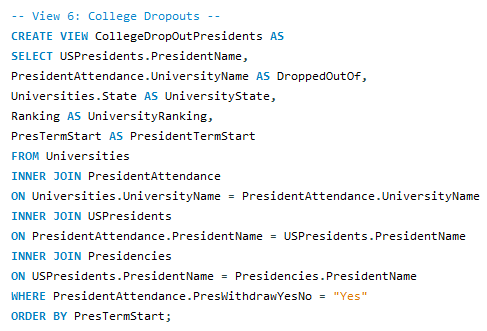 -- View 6: College Dropouts --
CREATE VIEW CollegeDropOutPresidents AS
SELECT USPresidents.PresidentName,
PresidentAttendance.UniversityName AS DroppedOutOf,
Universities.State AS UniversityState,
Ranking AS UniversityRanking,
PresTermStart AS PresidentTermStart
FROM Universities
INNER JOIN PresidentAttendance
ON Universities.UniversityName = PresidentAttendance.UniversityName
INNER JOIN USPresidents
ON PresidentAttendance.PresidentName = USPresidents.PresidentName
INNER JOIN Presidencies
ON USPresidents.PresidentName = Presidencies.PresidentName
WHERE PresidentAttendance.PresWithdrawYesNo = "Yes"
ORDER BY PresTermStart;